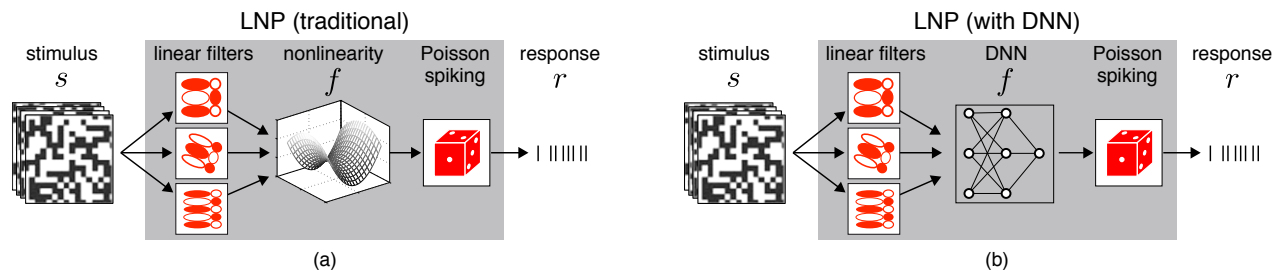 LNP (traditional)
stimulus
s
linear filters
nonlinearity
f
Poisson
spiking
response
r
(a)
LNP (with DNN)
stimulus
s
linear filters
DNN
f
Poisson
spiking
response
r
(b)